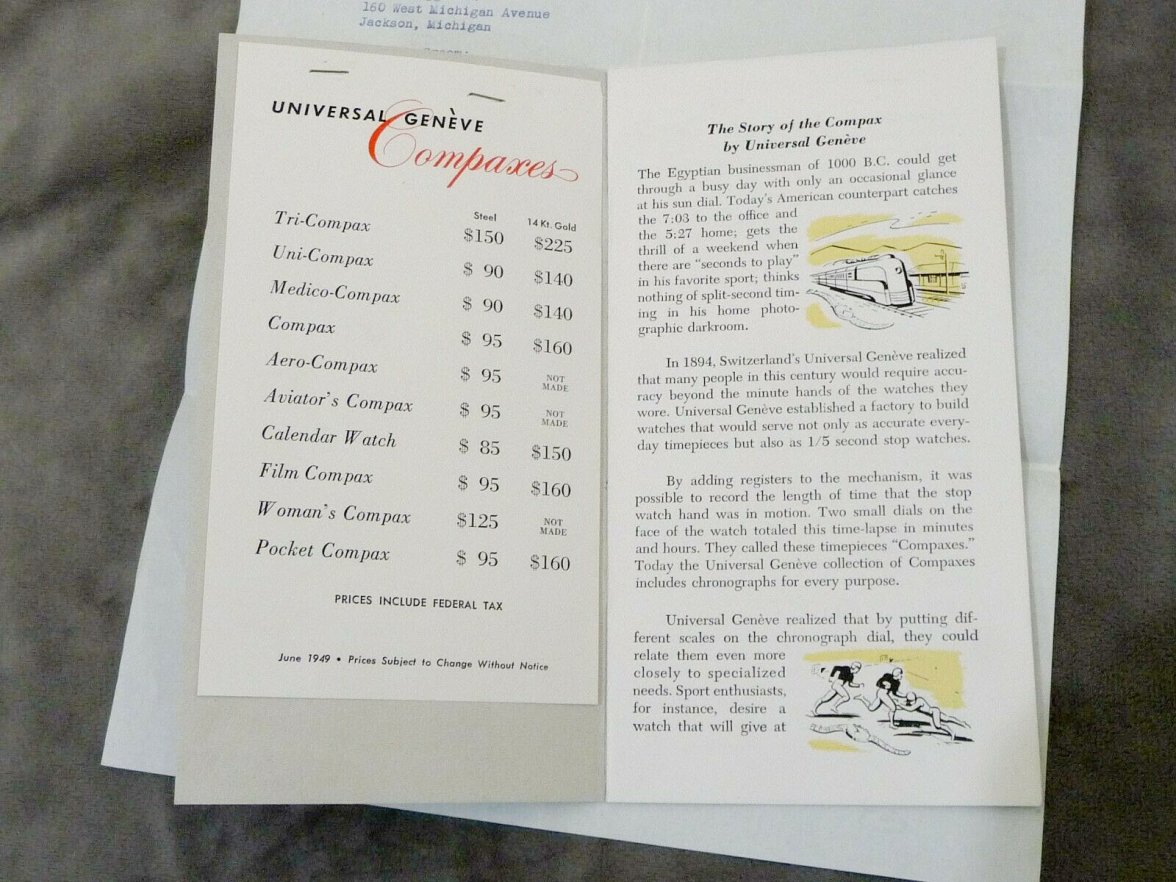 160 West Michigan Avenue
Jackson, Michigan
UNIVERSAL GENÈVE
Compaxes
Steel 14 Kt. Gold
Tri-Compax $150 $225
Uni-Compax $ 90 $140
Medico-Compax $ 90 $140
Compax $ 95 $160
Aero-Compax $ 95 NOT MADE
Aviator's Compax $ 95 NOT MADE
Calendar Watch $ 85 $150
Film Compax $ 95 $160
Woman's Compax $125 NOT MADE
Pocket Compax $ 95 $160
PRICES INCLUDE FEDERAL TAX
June 1949 • Prices Subject to Change Without Notice
The Story of the Compax
by Universal Genève
The Egyptian businessman of 1000 B.C. could get
through a busy day with only an occasional glance
at his sun dial. Today's American counterpart catches
the 7:03 to the office and
the 5:27 home; gets the
thrill of a weekend when
there are "seconds to play"
in his favorite sport; thinks
nothing of split-second tim-
ing in his home photo-
graphic darkroom.
In 1894, Switzerland's Universal Genève realized
that many people in this century would require accu-
racy beyond the minute hands of the watches they
wore. Universal Genève established a factory to build
watches that would serve not only as accurate every-
day timepieces but also as 1/5 second stop watches.
By adding registers to the mechanism, it was
possible to record the length of time that the stop
watch hand was in motion. Two small dials on the
face of the watch totaled this time-lapse in minutes
and hours. They called these timepieces "Compaxes."
Today the Universal Genève collection of Compaxes
includes chronographs for every purpose.
Universal Genève realized that by putting dif-
ferent scales on the chronograph dial, they could
relate them even more
closely to specialized
needs. Sport enthusiasts,
for instance, desire a
watch that will give at